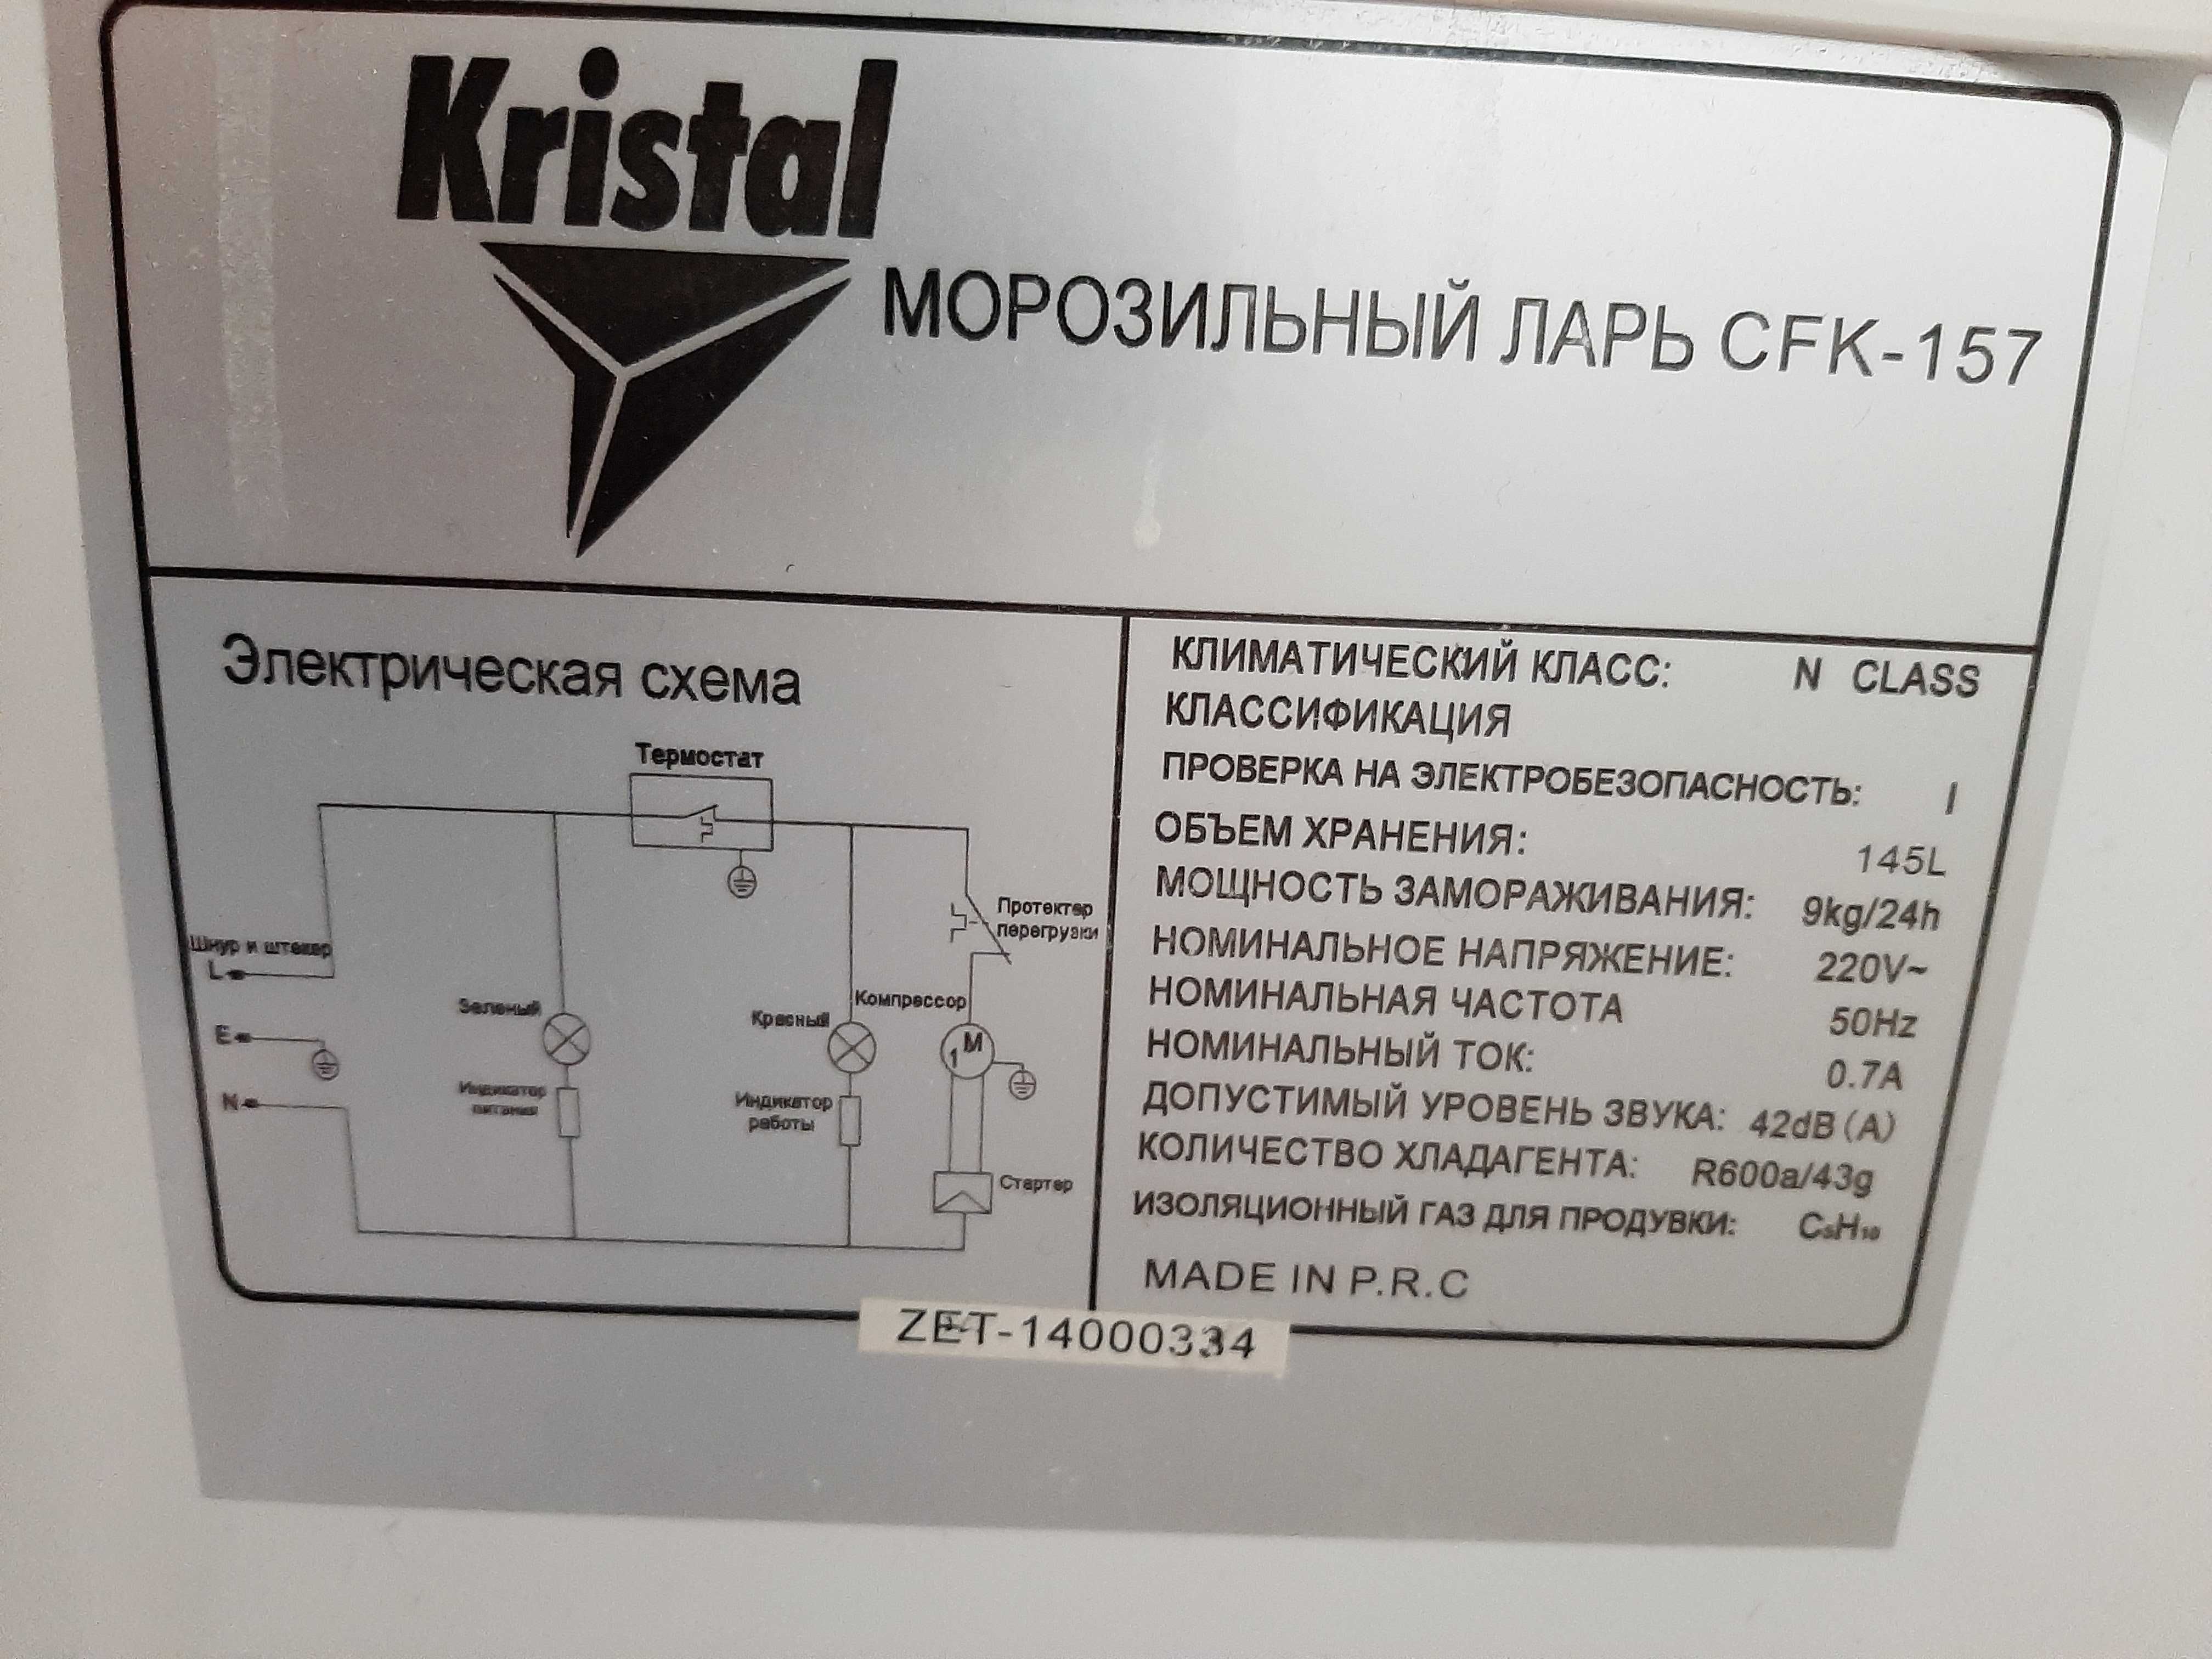 Kristal
МОРОЗИЛЬНЫЙ ЛАРЬ CFK-157
Электрическая схема
Термостат
Протектер
перегрузки
Шнур и штекер
L
Зеленый
Красный
Компрессор
E
1 M
Индикатор
питания
Индикатор
работы
N
Стартер
КЛИМАТИЧЕСКИЙ КЛАСС: N CLASS
КЛАССИФИКАЦИЯ
ПРОВЕРКА НА ЭЛЕКТРОБЕЗОПАСНОСТЬ: I
ОБЪЕМ ХРАНЕНИЯ: 145L
МОЩНОСТЬ ЗАМОРАЖИВАНИЯ: 9kg/24h
НОМИНАЛЬНОЕ НАПРЯЖЕНИЕ: 220V~
НОМИНАЛЬНАЯ ЧАСТОТА 50Hz
НОМИНАЛЬНЫЙ ТОК: 0.7A
ДОПУСТИМЫЙ УРОВЕНЬ ЗВУКА: 42dB (A)
КОЛИЧЕСТВО ХЛАДАГЕНТА: R600a/43g
ИЗОЛЯЦИОННЫЙ ГАЗ ДЛЯ ПРОДУВКИ: C₅H₁₀
MADE IN P.R.C
ZET-14000334